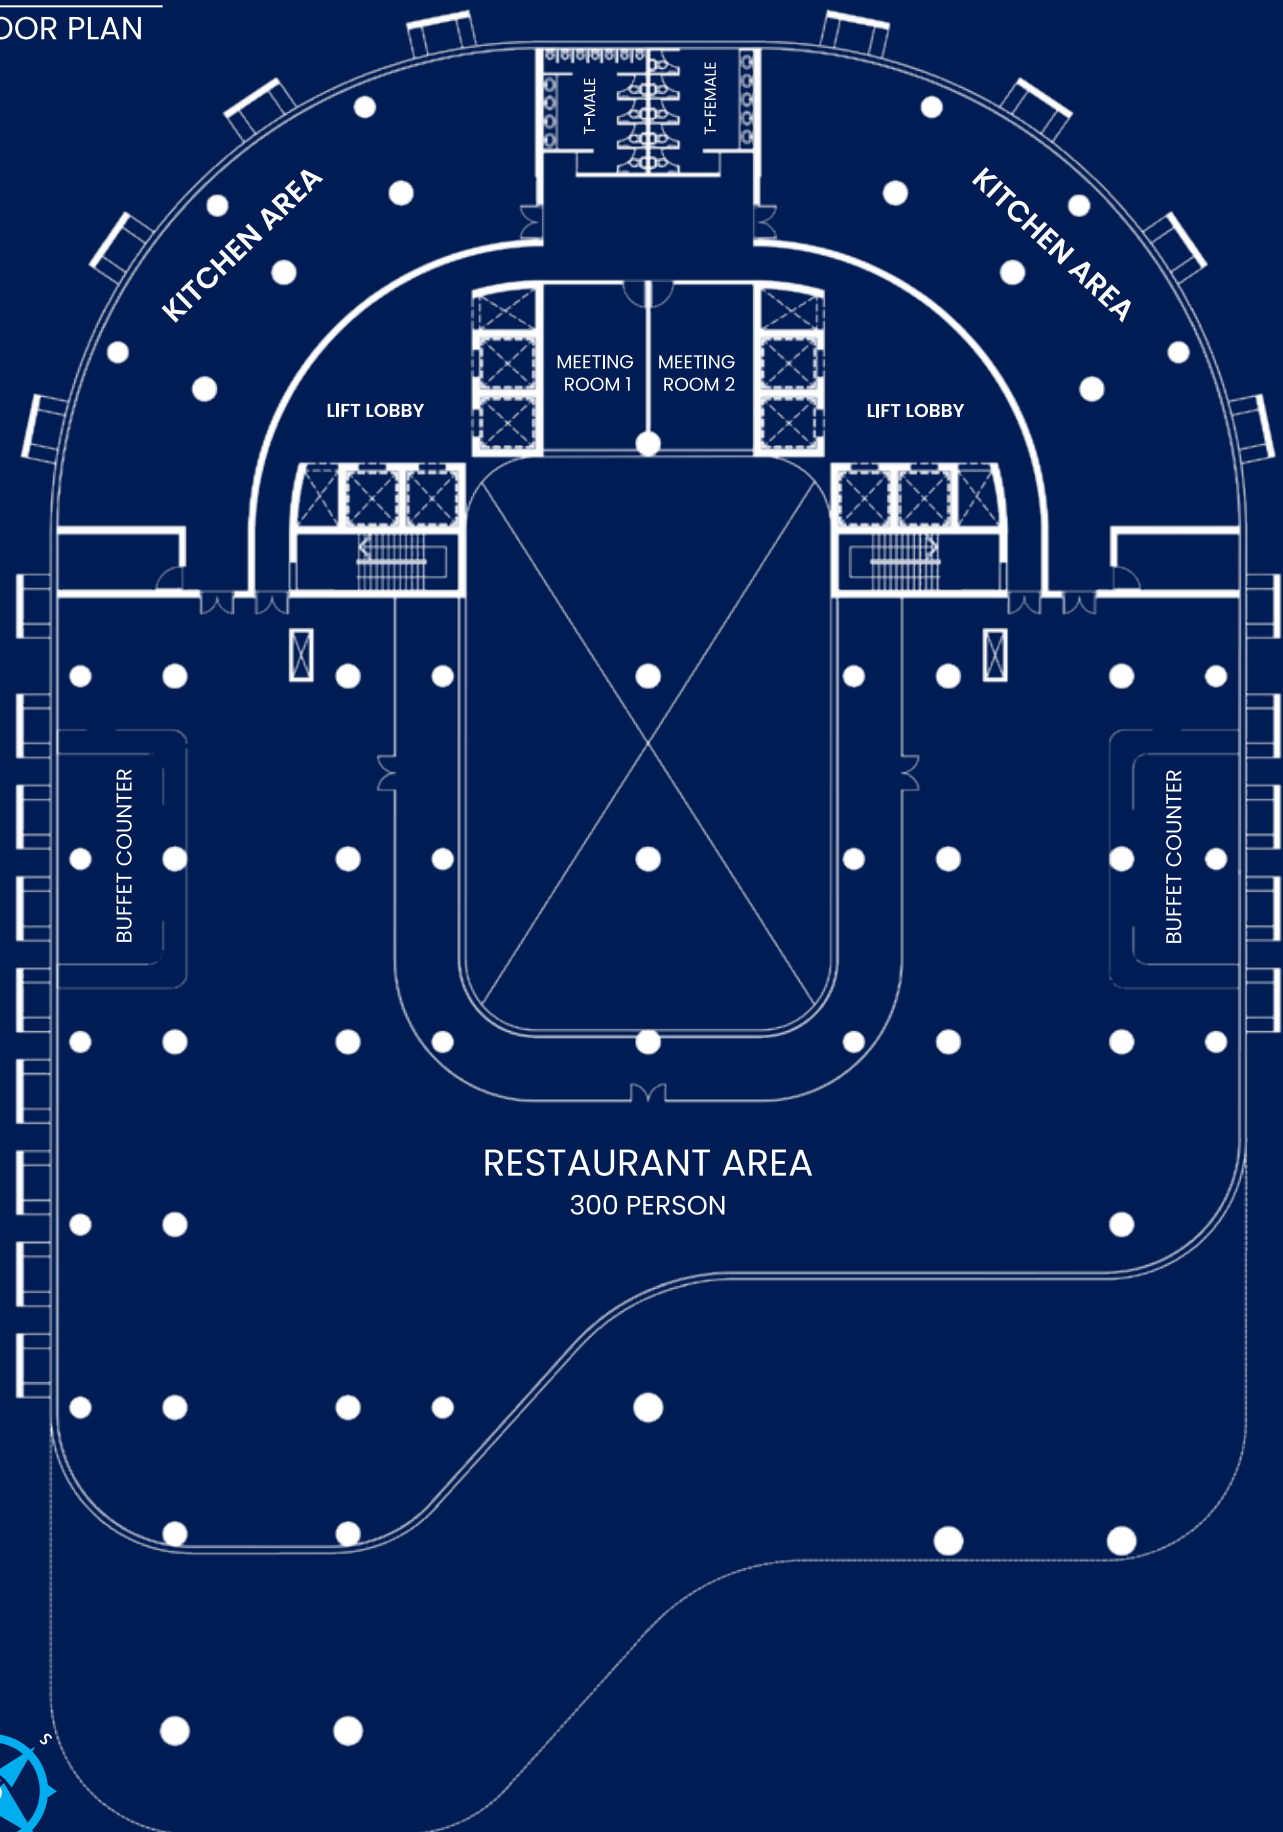 OOR PLAN
T-MALE
T-FEMALE
KITCHEN AREA
KITCHEN AREA
MEETING
ROOM 1
MEETING
ROOM 2
LIFT LOBBY
LIFT LOBBY
BUFFET COUNTER
BUFFET COUNTER
RESTAURANT AREA
300 PERSON
S